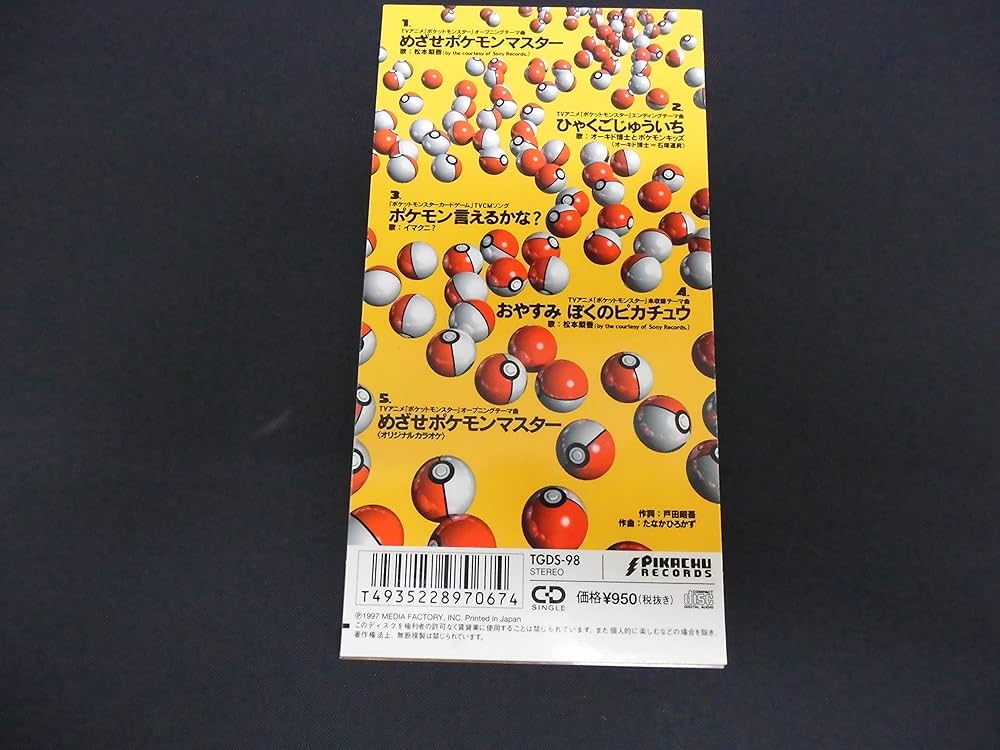 1.
TVアニメ「ポケットモンスター」オープニングテーマ曲
めざせポケモンマスター
歌：松本梨香(by the courtesy of Sony Records.)
2.
TVアニメ「ポケットモンスター」エンディングテーマ曲
ひゃくごじゅういち
歌：オーキド博士とポケモンキッズ
(オーキド博士＝石塚運昇)
3.
「ポケットモンスターカードゲーム」TVCMソング
ポケモン言えるかな？
歌：イマクニ？
4.
TVアニメ「ポケットモンスター」未収録テーマ曲
おやすみ ぼくのピカチュウ
歌：松本梨香(by the courtesy of Sony Records.)
5.
TVアニメ「ポケットモンスター」オープニングテーマ曲
めざせポケモンマスター
〈オリジナルカラオケ〉
作詞：戸田昭吾
作曲：たなかひろかず
T4935228970674
TGDS-98
STEREO
PIKACHU
RECORDS
CD
SINGLE
価格¥950(税抜き)
COMPACT
disc
DIGITAL AUDIO
Ⓟ1997 MEDIA FACTORY, INC. Printed in Japan
このディスクを権利者の許可なく賃貸業に使用することは禁じられています。また個人的に楽しむなどの場合を除き、
著作権法上、無断複製は禁じられています。